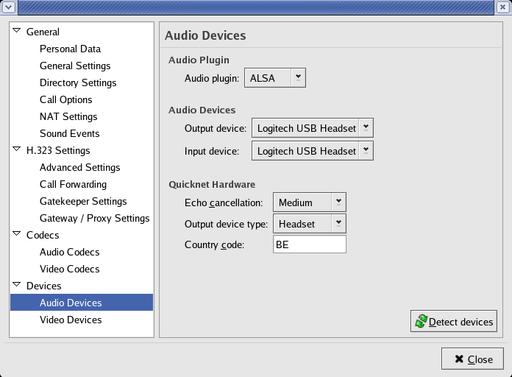 General
Personal Data
General Settings
Directory Settings
Call Options
NAT Settings
Sound Events
H.323 Settings
Advanced Settings
Call Forwarding
Gatekeeper Settings
Gateway / Proxy Settings
Codecs
Audio Codecs
Video Codecs
Devices
Audio Devices
Video Devices
Audio Devices
Audio Plugin
Audio plugin: ALSA
Audio Devices
Output device: Logitech USB Headset
Input device: Logitech USB Headset
Quicknet Hardware
Echo cancellation: Medium
Output device type: Headset
Country code: BE
Detect devices
Close